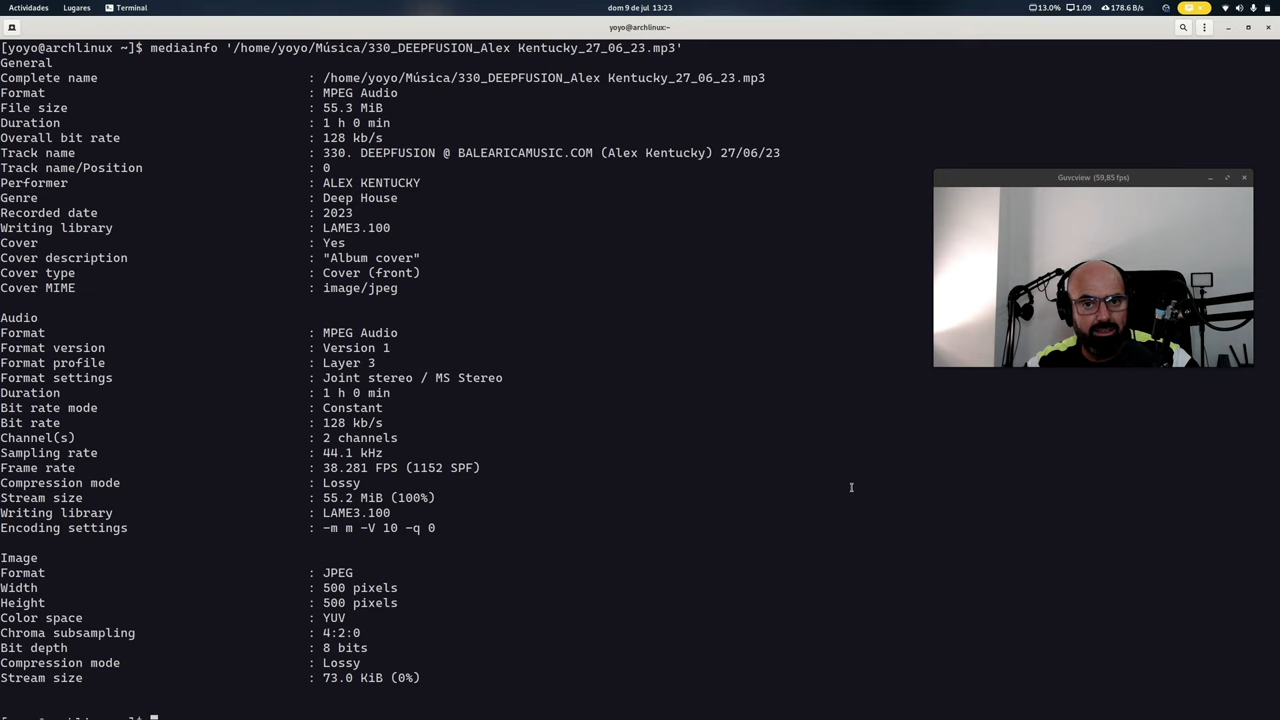 Actividades Lugares Terminal dom 9 de jul 13:23 13.0% 1.09 178.6 B/s
yoyo@archlinux:~
[yoyo@archlinux ~]$ mediainfo '/home/yoyo/Música/330_DEEPFUSION_Alex Kentucky_27_06_23.mp3'
General
Complete name : /home/yoyo/Música/330_DEEPFUSION_Alex Kentucky_27_06_23.mp3
Format : MPEG Audio
File size : 55.3 MiB
Duration : 1 h 0 min
Overall bit rate : 128 kb/s
Track name : 330. DEEPFUSION @ BALEARICAMUSIC.COM (Alex Kentucky) 27/06/23
Track name/Position : 0
Performer : ALEX KENTUCKY
Genre : Deep House
Recorded date : 2023
Writing library : LAME3.100
Cover : Yes
Cover description : "Album cover"
Cover type : Cover (front)
Cover MIME : image/jpeg
Audio
Format : MPEG Audio
Format version : Version 1
Format profile : Layer 3
Format settings : Joint stereo / MS Stereo
Duration : 1 h 0 min
Bit rate mode : Constant
Bit rate : 128 kb/s
Channel(s) : 2 channels
Sampling rate : 44.1 kHz
Frame rate : 38.281 FPS (1152 SPF)
Compression mode : Lossy
Stream size : 55.2 MiB (100%)
Writing library : LAME3.100
Encoding settings : -m m -V 10 -q 0
Image
Format : JPEG
Width : 500 pixels
Height : 500 pixels
Color space : YUV
Chroma subsampling : 4:2:0
Bit depth : 8 bits
Compression mode : Lossy
Stream size : 73.0 KiB (0%)
Guvcview (59,85 fps)